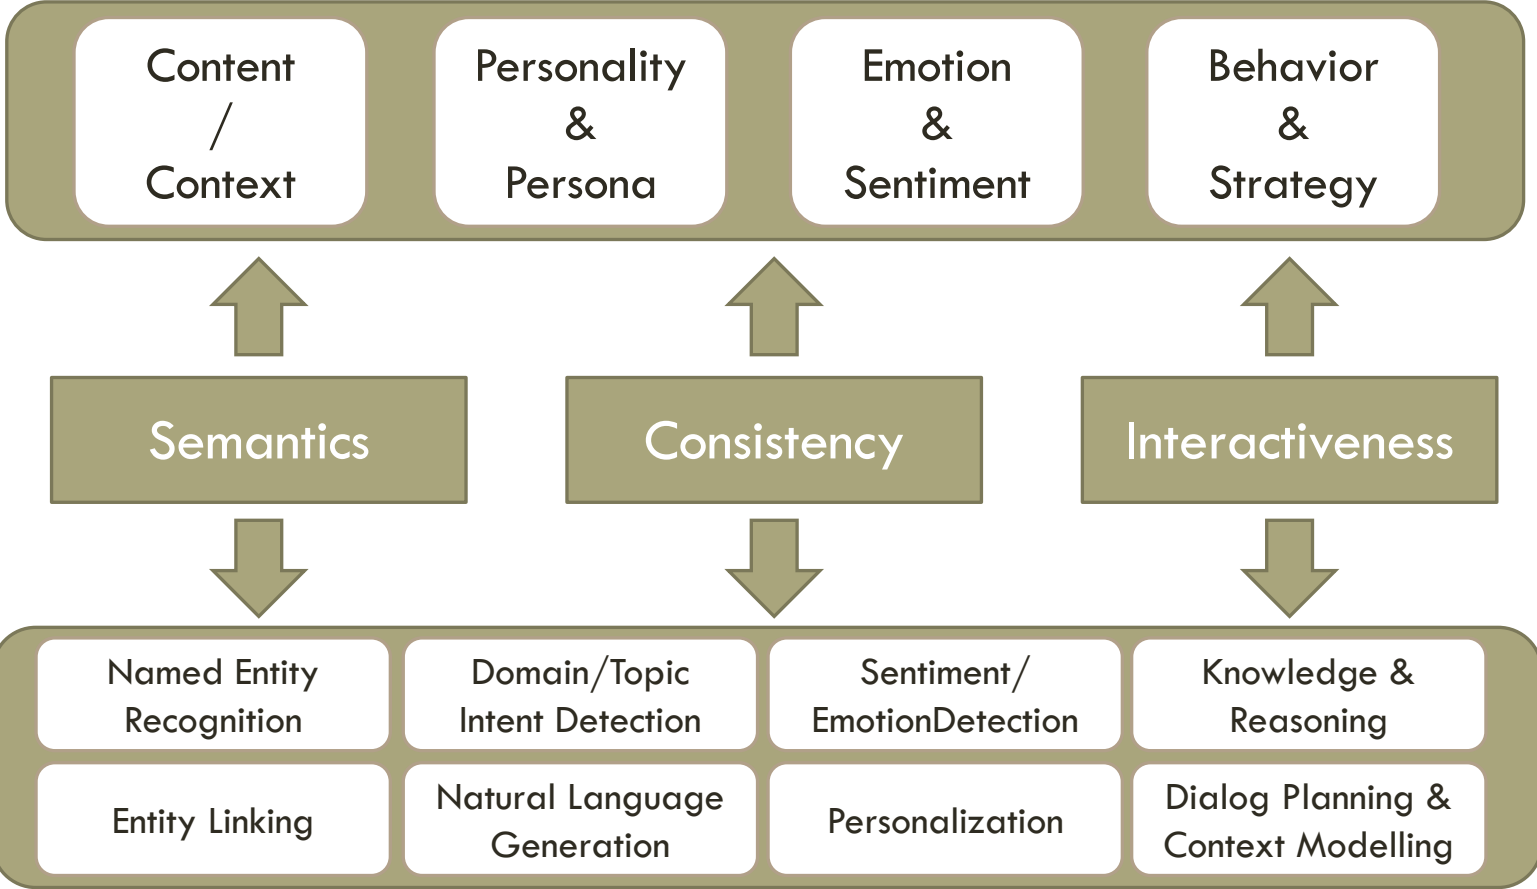 Content
/
Context
Personality
&
Persona
Emotion
&
Sentiment
Behavior
&
Strategy
Semantics
Consistency
Interactiveness
Named Entity
Recognition
Domain/Topic
Intent Detection
Sentiment/
EmotionDetection
Knowledge &
Reasoning
Entity Linking
Natural Language
Generation
Personalization
Dialog Planning &
Context Modelling